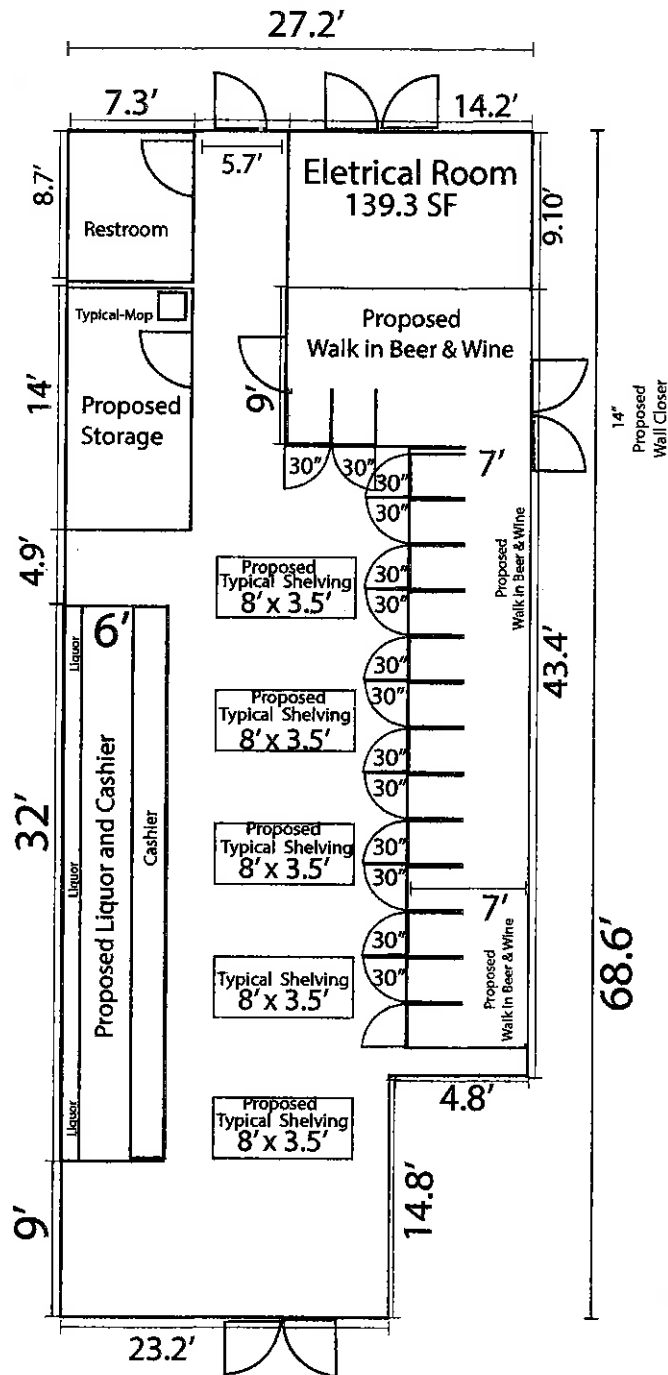 27.2'
7.3'
14.2'
5.7'
8.7'
Restroom
Eletrical Room
139.3 SF
9.10'
Typical-Mop
Proposed
Walk in Beer & Wine
14'
Proposed
Storage
9'
14"
Proposed
Wall Closer
30" 30"
7'
30"
30"
4.9'
Proposed
Typical Shelving
8' x 3.5'
30"
30"
Proposed
Walk in Beer & Wine
6'
Liquor
43.4'
30"
30"
Proposed
Typical Shelving
8' x 3.5'
32'
Proposed Liquor and Cashier
Cashier
30"
30"
Proposed
Typical Shelving
8' x 3.5'
30"
30"
Liquor
7'
68.6'
30"
30"
Typical Shelving
8' x 3.5'
Proposed
Walk in Beer & Wine
Liquor
Proposed
Typical Shelving
8' x 3.5'
4.8'
14.8'
9'
23.2'